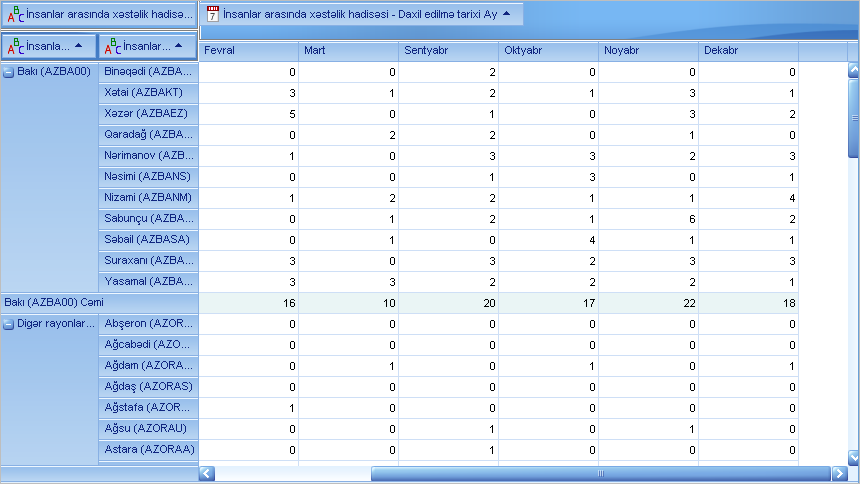 İnsanlar arasında xəstəlik hadisə...
İnsanlar arasında xəstəlik hadisəsi - Daxil edilmə tarixi Ay
İnsanla... İnsanlar...
Fevral Mart Sentyabr Oktyabr Noyabr Dekabr
Bakı (AZBA00) Binəqədi (AZBA... 0 0 2 0 0 0
Xətai (AZBAKT) 3 1 2 1 3 1
Xəzər (AZBAEZ) 5 0 1 0 3 2
Qaradağ (AZBA... 0 2 2 0 1 0
Nərimanov (AZB... 1 0 3 3 2 3
Nəsimi (AZBANS) 0 0 1 3 0 1
Nizami (AZBANM) 1 2 2 1 1 4
Sabunçu (AZBA... 0 1 2 1 6 2
Səbail (AZBASA) 0 1 0 4 1 1
Suraxanı (AZBA... 3 0 3 2 3 3
Yasamal (AZBA... 3 3 2 2 2 1
Bakı (AZBA00) Cəmi 16 10 20 17 22 18
Digər rayonlar... Abşeron (AZOR... 0 0 0 0 0 0
Ağcabədi (AZO... 0 0 0 0 0 0
Ağdam (AZORA... 0 1 0 1 0 1
Ağdaş (AZORAS) 0 0 0 0 0 0
Ağstafa (AZOR... 1 0 0 0 0 0
Ağsu (AZORAU) 0 0 1 0 1 0
Astara (AZORAA) 0 0 1 0 0 0